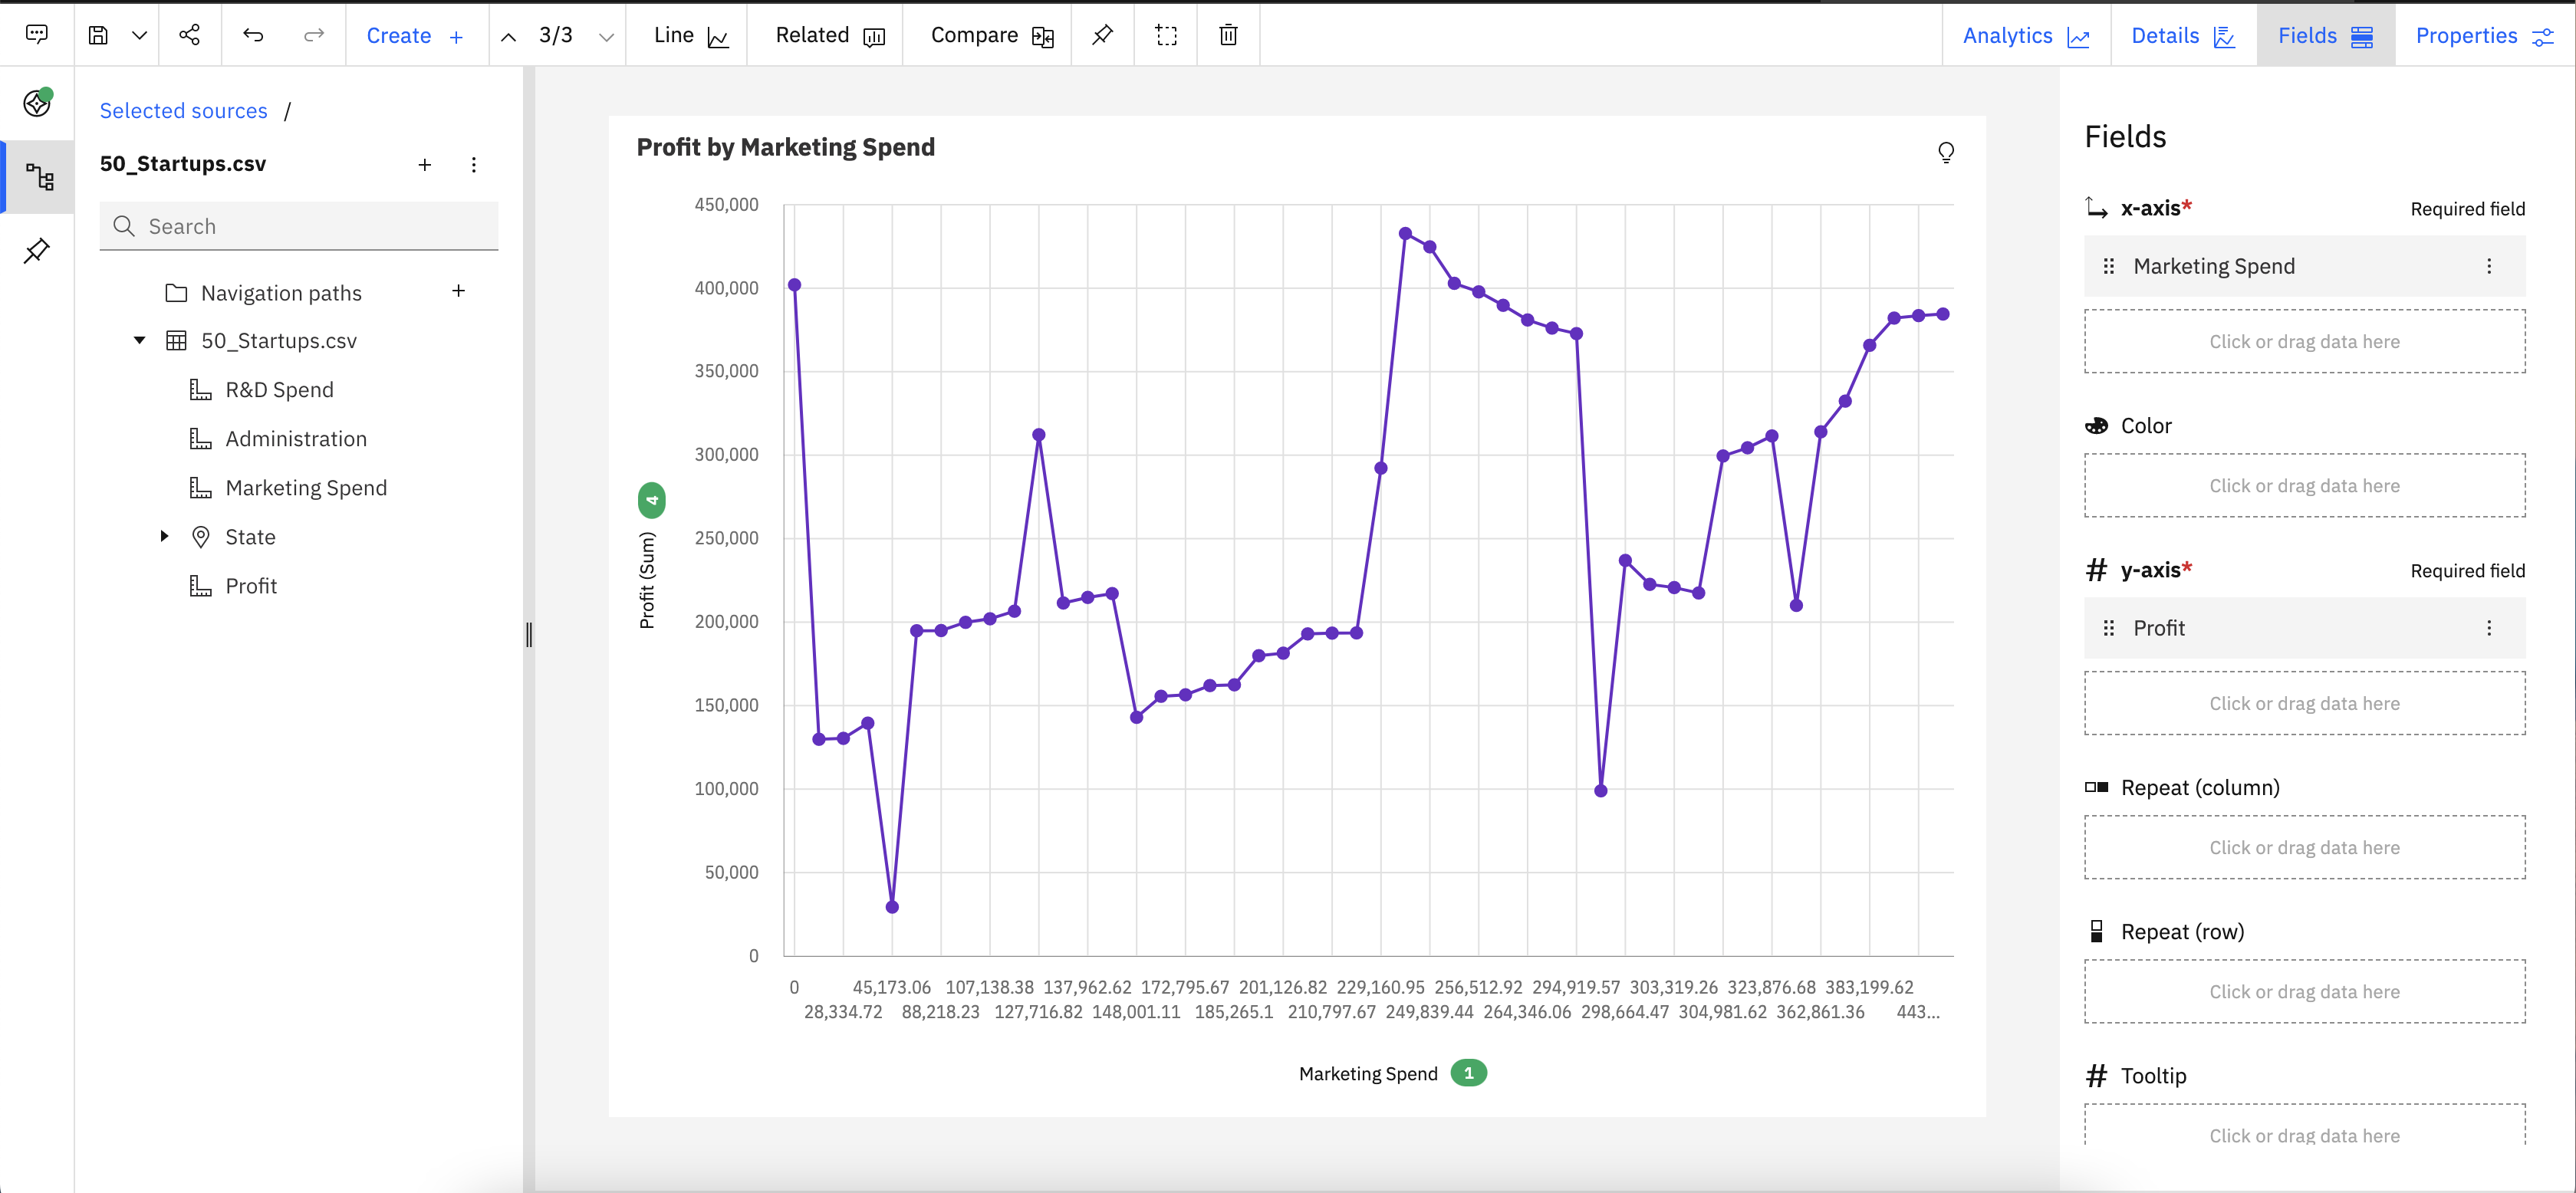 Create
3/3
Line
Related
Compare
Analytics
Details
Fields
Properties
Selected sources /
50_Startups.csv
Search
Navigation paths
50_Startups.csv
R&D Spend
Administration
Marketing Spend
State
Profit
Profit by Marketing Spend
450,000
400,000
350,000
300,000
250,000
200,000
150,000
100,000
50,000
0
4
Profit (Sum)
0 45,173.06 107,138.38 137,962.62 172,795.67 201,126.82 229,160.95 256,512.92 294,919.57 303,319.26 323,876.68 383,199.62
28,334.72 88,218.23 127,716.82 148,001.11 185,265.1 210,797.67 249,839.44 264,346.06 298,664.47 304,981.62 362,861.36 443...
Marketing Spend 1
Fields
x-axis* Required field
Marketing Spend
Click or drag data here
Color
Click or drag data here
y-axis* Required field
Profit
Click or drag data here
Repeat (column)
Click or drag data here
Repeat (row)
Click or drag data here
Tooltip
Click or drag data here